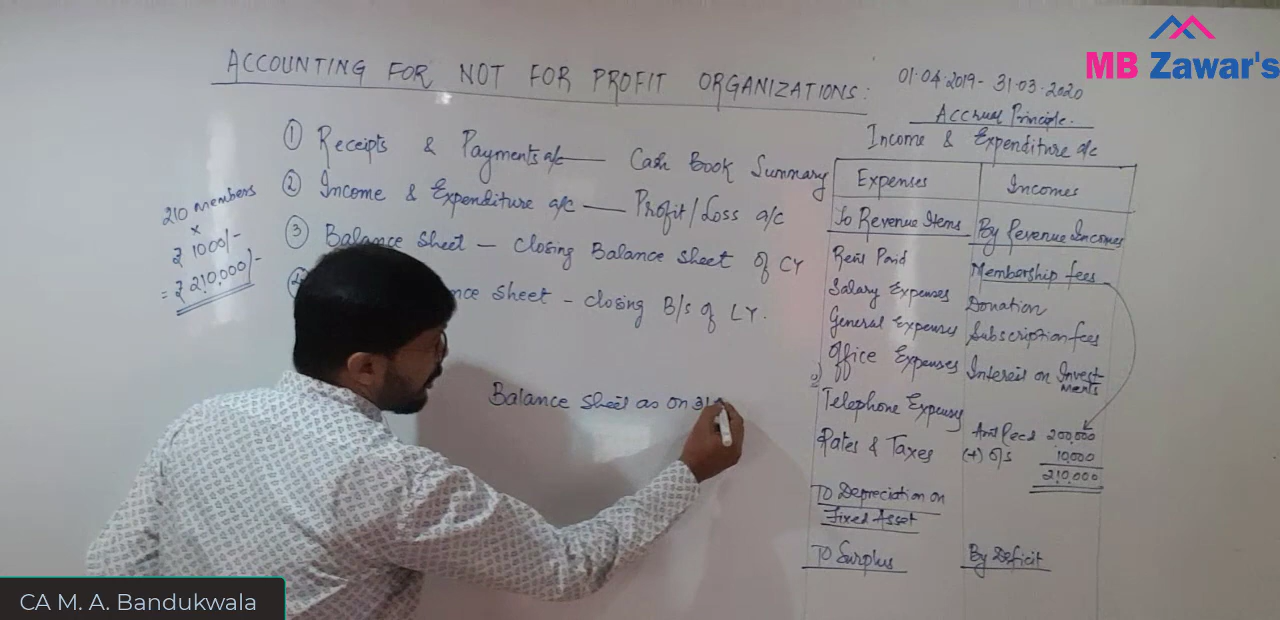 MB Zawar's
ACCOUNTING FOR NOT FOR PROFIT ORGANIZATIONS:
① Receipts & Payments a/c — Cash Book Summary
② Income & Expenditure a/c — Profit/Loss a/c
③ Balance Sheet — Closing Balance Sheet of CY
Sheet - Closing B/s of LY.
210 members
x
₹ 1000/-
= ₹ 210,000/-
Balance Sheet as on 31
01.04.2019 - 31.03.2020
Accrual Principle.
Income & Expenditure a/c
Expenses Incomes
To Revenue Items By Revenue Incomes
Rent Paid Membership fees
Salary Expenses Donation
General Expenses Subscription fees
Office Expenses Interest on Invest-
ments
Telephone Expenses
Amt Recd 200,000
Rates & Taxes (+) O/s 10,000
210,000
To Depreciation on
Fixed Asset
To Surplus By Deficit
CA M. A. Bandukwala